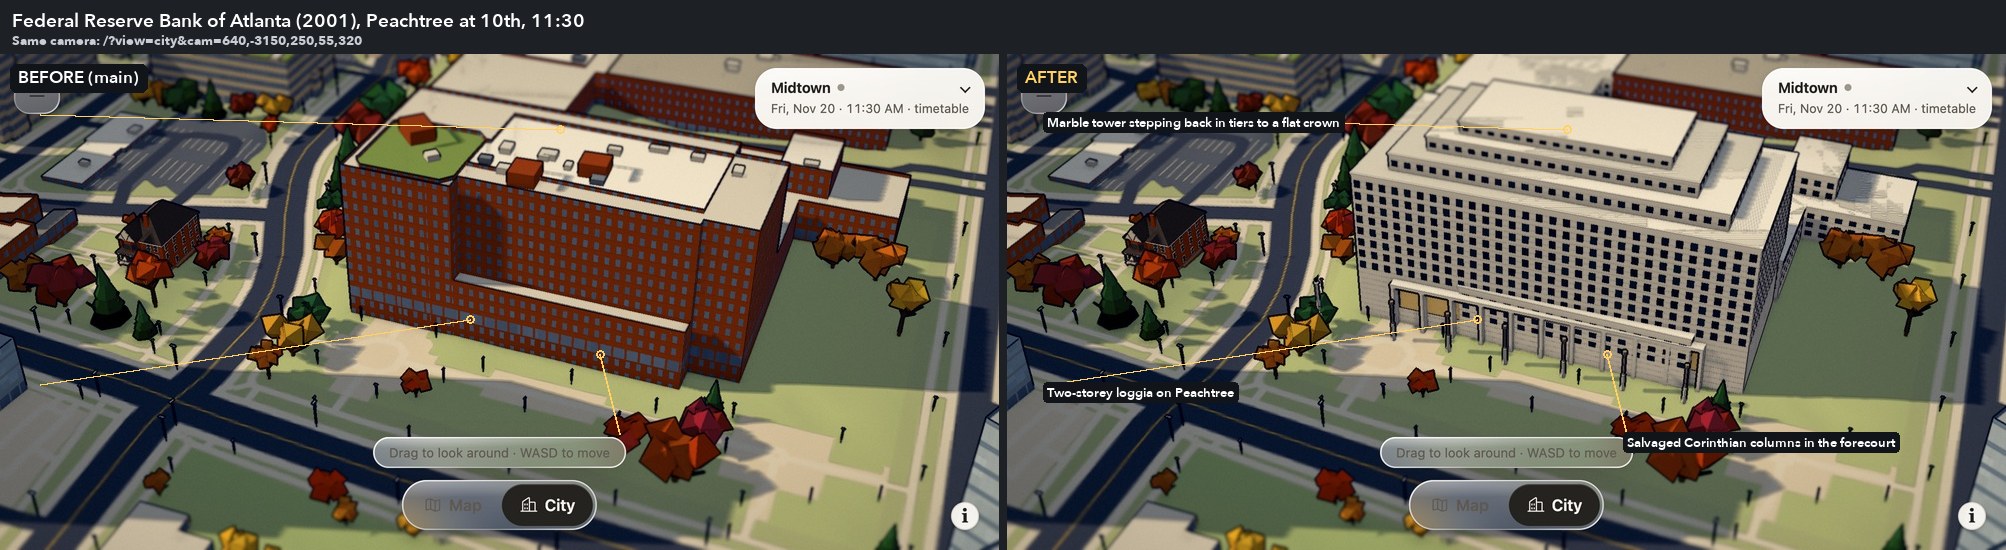 Federal Reserve Bank of Atlanta (2001), Peachtree at 10th, 11:30
Same camera: /?view=city&cam=640,-3150,250,55,320
BEFORE (main)
Midtown
Fri, Nov 20 · 11:30 AM · timetable
Drag to look around · WASD to move
Map
City
i
AFTER
Midtown
Fri, Nov 20 · 11:30 AM · timetable
Marble tower stepping back in tiers to a flat crown
Two-storey loggia on Peachtree
Salvaged Corinthian columns in the forecourt
Drag to look around · WASD to move
Map
City
i